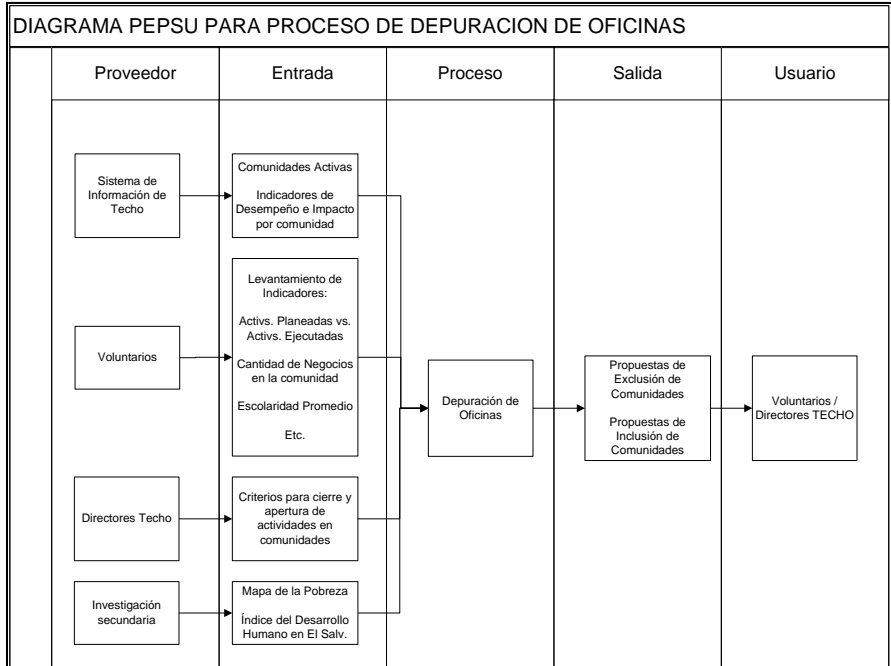 DIAGRAMA PEPSU PARA PROCESO DE DEPURACION DE OFICINAS
Proveedor
Entrada
Proceso
Salida
Usuario
Sistema de
Información de
Techo
Comunidades Activas
Indicadores de
Desempeño e Impacto
por comunidad
Voluntarios
Levantamiento de
Indicadores:
Activs. Planeadas vs.
Activs. Ejecutadas
Cantidad de Negocios
en la comunidad
Escolaridad Promedio
Etc.
Directores Techo
Criterios para cierre y
apertura de
actividades en
comunidades
Investigación
secundaria
Mapa de la Pobreza
Índice del Desarrollo
Humano en El Salv.
Depuración de
Oficinas
Propuestas de
Exclusión de
Comunidades
Propuestas de
Inclusión de
Comunidades
Voluntarios /
Directores TECHO